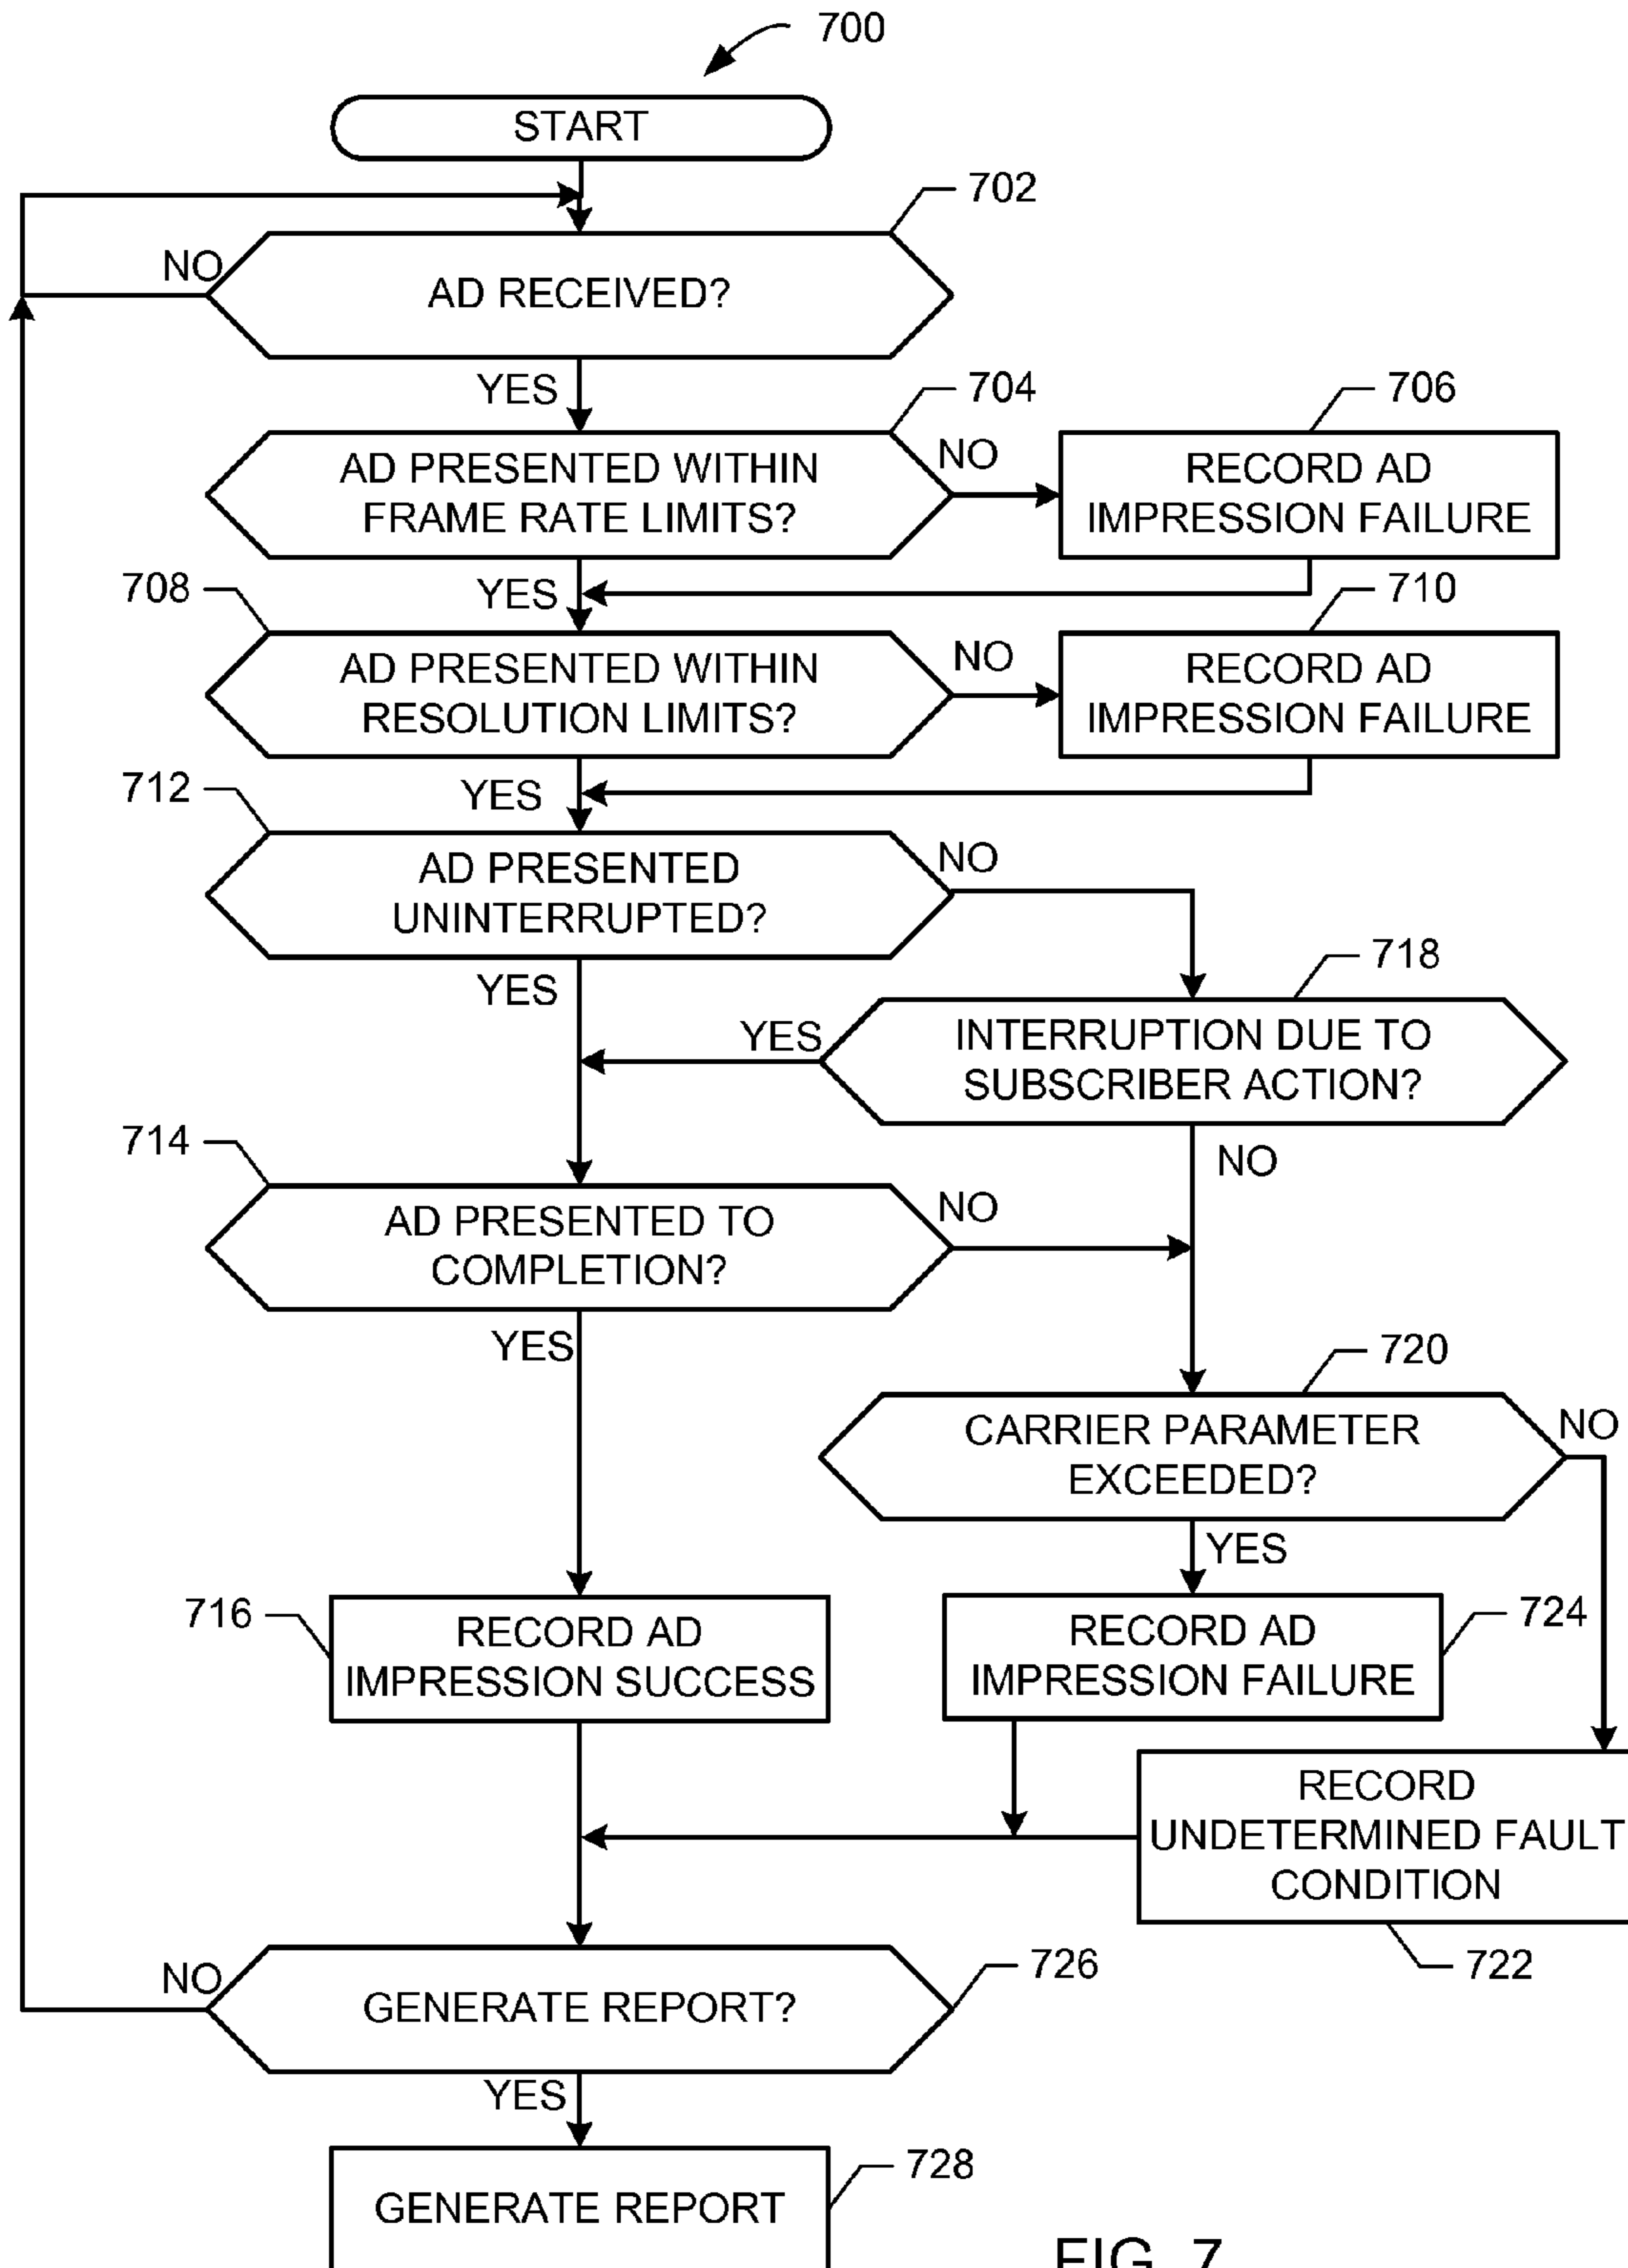 700
START
702
NO
AD RECEIVED?
YES
704
706
AD PRESENTED WITHIN
FRAME RATE LIMITS?
NO
RECORD AD
IMPRESSION FAILURE
708
YES
710
AD PRESENTED WITHIN
RESOLUTION LIMITS?
NO
RECORD AD
IMPRESSION FAILURE
712
YES
AD PRESENTED
UNINTERRUPTED?
NO
718
YES
YES
INTERRUPTION DUE TO
SUBSCRIBER ACTION?
714
NO
AD PRESENTED TO
COMPLETION?
NO
YES
720
CARRIER PARAMETER
EXCEEDED?
NO
YES
716
RECORD AD
IMPRESSION SUCCESS
RECORD AD
IMPRESSION FAILURE
724
RECORD
UNDETERMINED FAULT
CONDITION
722
NO
726
GENERATE REPORT?
YES
728
GENERATE REPORT
FIG. 7